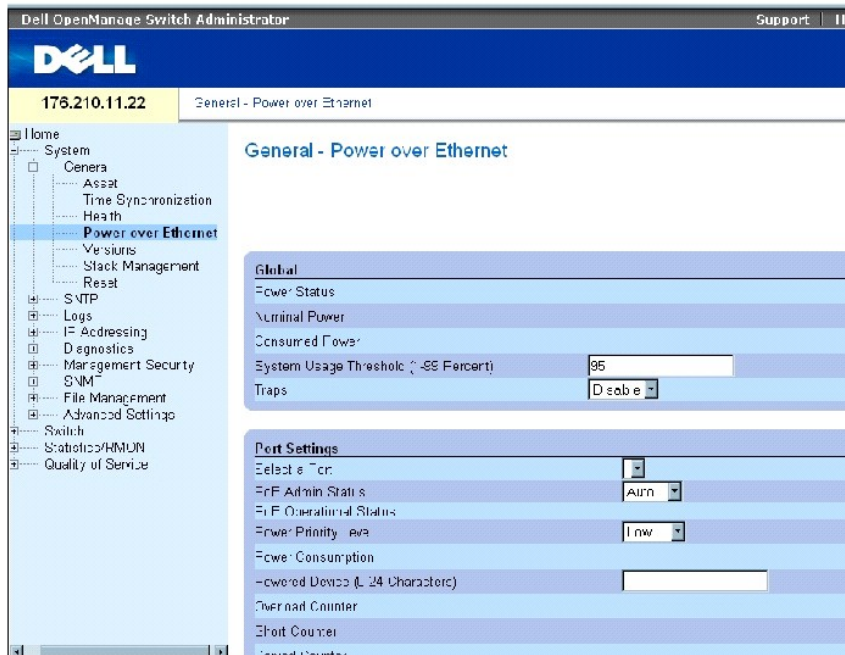 Dell OpenManage Switch Administrator
Support
DELL
176.210.11.22
General - Power over Ethernet
Home
System
General
Asset
Time Synchronization
Health
Power over Ethernet
Versions
Stack Management
Reset
SNTP
Logs
IP Addressing
Diagnostics
Management Security
SNMP
File Management
Advanced Settings
Switch
Statistics/RMON
Quality of Service
General - Power over Ethernet
Global
Power Status
Nominal Power
Consumed Power
System Usage Threshold (1-99 Percent) 95
Traps Disable
Port Settings
Select a Port
PoE Admin Status Auto
PoE Operational Status
Power Priority Level Low
Power Consumption
Powered Device (0-24 Characters)
Overload Counter
Short Counter